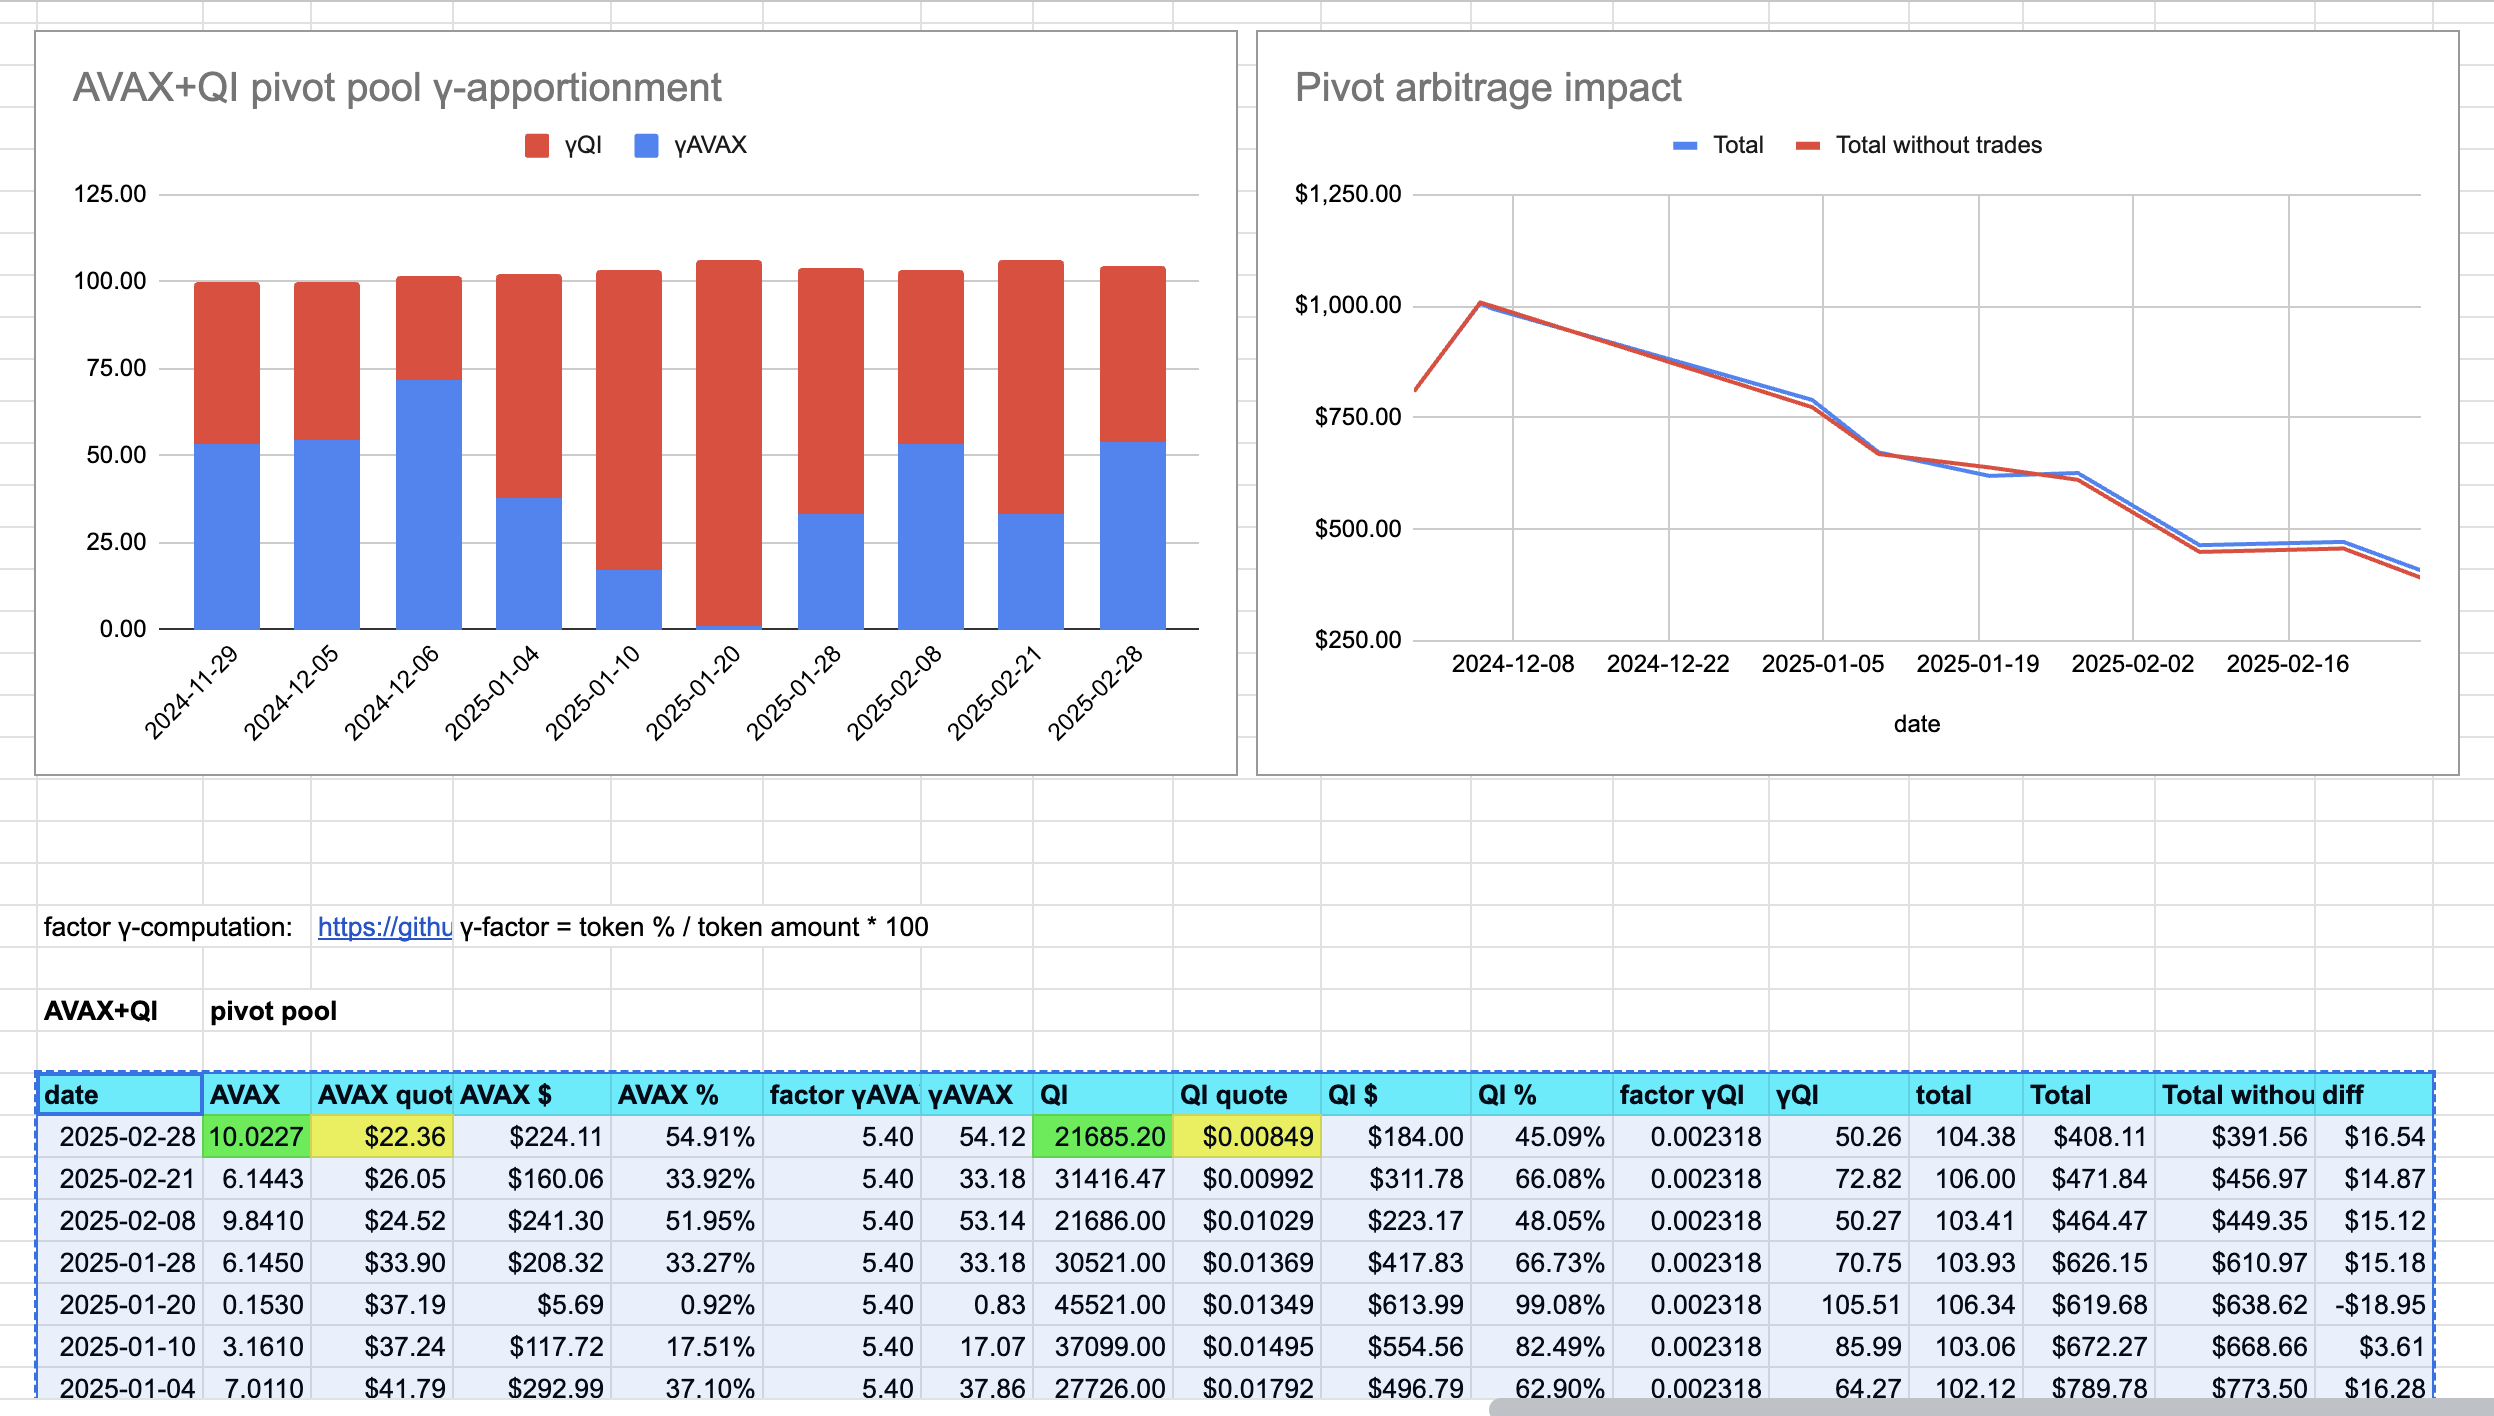 AVAX+QI pivot pool γ-apportionment
γQI γAVAX
125.00
100.00
75.00
50.00
25.00
0.00
2024-11-29 2024-12-05 2024-12-06 2025-01-04 2025-01-10 2025-01-20 2025-01-28 2025-02-08 2025-02-21 2025-02-28
Pivot arbitrage impact
Total Total without trades
$1,250.00
$1,000.00
$750.00
$500.00
$250.00
2024-12-08 2024-12-22 2025-01-05 2025-01-19 2025-02-02 2025-02-16
date
factor γ-computation: https://githu γ-factor = token % / token amount * 100
AVAX+QI pivot pool
date AVAX AVAX quot AVAX $ AVAX % factor γAVA γAVAX QI QI quote QI $ QI % factor γQI γQI total Total Total withou diff
2025-02-28 10.0227 $22.36 $224.11 54.91% 5.40 54.12 21685.20 $0.00849 $184.00 45.09% 0.002318 50.26 104.38 $408.11 $391.56 $16.54
2025-02-21 6.1443 $26.05 $160.06 33.92% 5.40 33.18 31416.47 $0.00992 $311.78 66.08% 0.002318 72.82 106.00 $471.84 $456.97 $14.87
2025-02-08 9.8410 $24.52 $241.30 51.95% 5.40 53.14 21686.00 $0.01029 $223.17 48.05% 0.002318 50.27 103.41 $464.47 $449.35 $15.12
2025-01-28 6.1450 $33.90 $208.32 33.27% 5.40 33.18 30521.00 $0.01369 $417.83 66.73% 0.002318 70.75 103.93 $626.15 $610.97 $15.18
2025-01-20 0.1530 $37.19 $5.69 0.92% 5.40 0.83 45521.00 $0.01349 $613.99 99.08% 0.002318 105.51 106.34 $619.68 $638.62 -$18.95
2025-01-10 3.1610 $37.24 $117.72 17.51% 5.40 17.07 37099.00 $0.01495 $554.56 82.49% 0.002318 85.99 103.06 $672.27 $668.66 $3.61
2025-01-04 7.0110 $41.79 $292.99 37.10% 5.40 37.86 27726.00 $0.01792 $496.79 62.90% 0.002318 64.27 102.12 $789.78 $773.50 $16.28